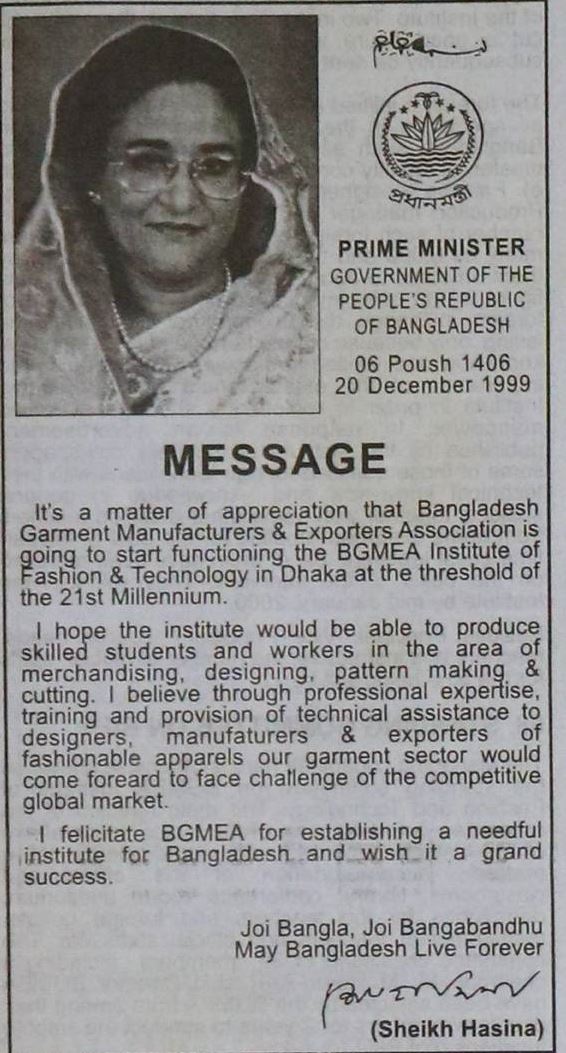 প্রধানমন্ত্রী
PRIME MINISTER
GOVERNMENT OF THE
PEOPLE'S REPUBLIC
OF BANGLADESH
06 Poush 1406
20 December 1999
MESSAGE
It's a matter of appreciation that Bangladesh
Garment Manufacturers & Exporters Association is
going to start functioning the BGMEA Institute of
Fashion & Technology in Dhaka at the threshold of
the 21st Millennium.
I hope the institute would be able to produce
skilled students and workers in the area of
merchandising, designing, pattern making &
cutting. I believe through professional expertise,
training and provision of technical assistance to
designers, manufaturers & exporters of
fashionable apparels our garment sector would
come foreard to face challenge of the competitive
global market.
I felicitate BGMEA for establishing a needful
institute for Bangladesh and wish it a grand
success.
Joi Bangla, Joi Bangabandhu
May Bangladesh Live Forever
(Sheikh Hasina)